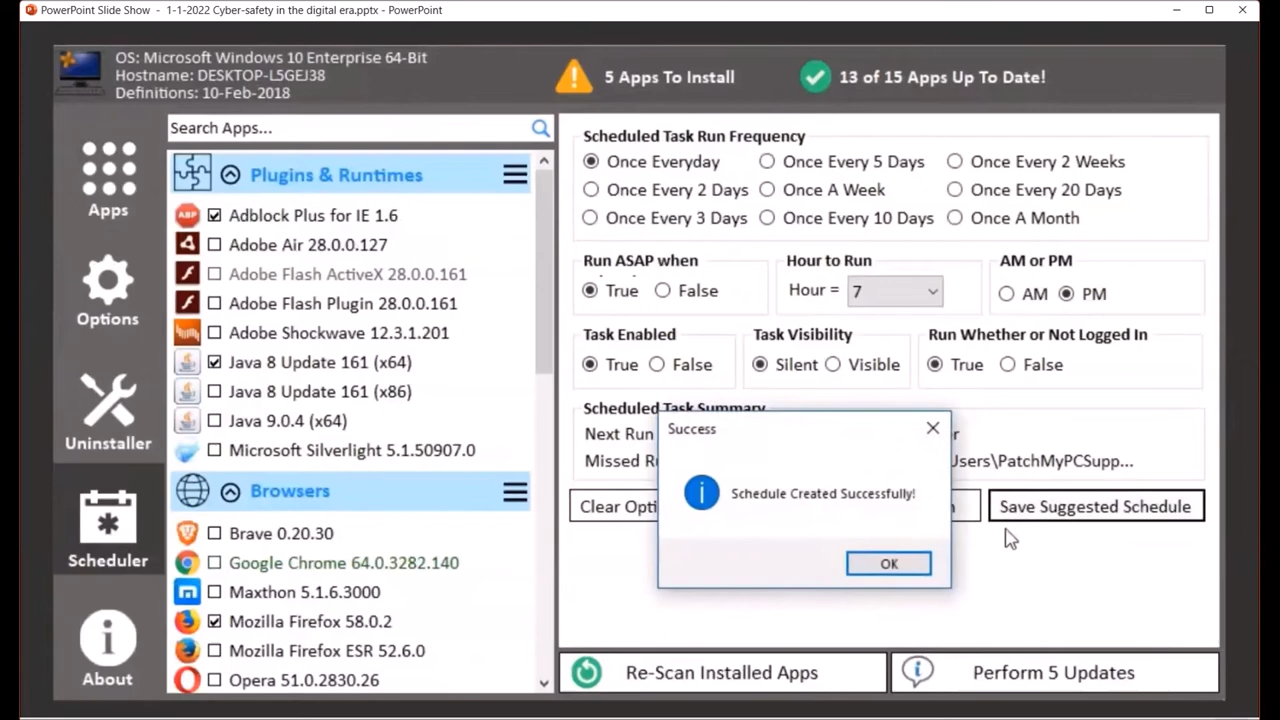 PowerPoint Slide Show - 1-1-2022 Cyber-safety in the digital era.pptx - PowerPoint
OS: Microsoft Windows 10 Enterprise 64-Bit
Hostname: DESKTOP-L5GEJ38
Definitions: 10-Feb-2018
5 Apps To Install
13 of 15 Apps Up To Date!
Apps
Options
Uninstaller
Scheduler
About
Search Apps...
Plugins & Runtimes
ABP
Adblock Plus for IE 1.6
Adobe Air 28.0.0.127
Adobe Flash ActiveX 28.0.0.161
Adobe Flash Plugin 28.0.0.161
Adobe Shockwave 12.3.1.201
Java 8 Update 161 (x64)
Java 8 Update 161 (x86)
Java 9.0.4 (x64)
Microsoft Silverlight 5.1.50907.0
Browsers
Brave 0.20.30
Google Chrome 64.0.3282.140
Maxthon 5.1.6.3000
Mozilla Firefox 58.0.2
Mozilla Firefox ESR 52.6.0
Opera 51.0.2830.26
Scheduled Task Run Frequency
Once Everyday Once Every 5 Days Once Every 2 Weeks
Once Every 2 Days Once A Week Once Every 20 Days
Once Every 3 Days Once Every 10 Days Once A Month
Run ASAP when
True False
Hour to Run
Hour = 7
AM or PM
AM PM
Task Enabled
True False
Task Visibility
Silent Visible
Run Whether or Not Logged In
True False
Scheduled Task Summary
Next Run
Missed R
sers\PatchMyPCSupp...
Clear Opti
Save Suggested Schedule
Success
Schedule Created Successfully!
OK
Re-Scan Installed Apps
Perform 5 Updates